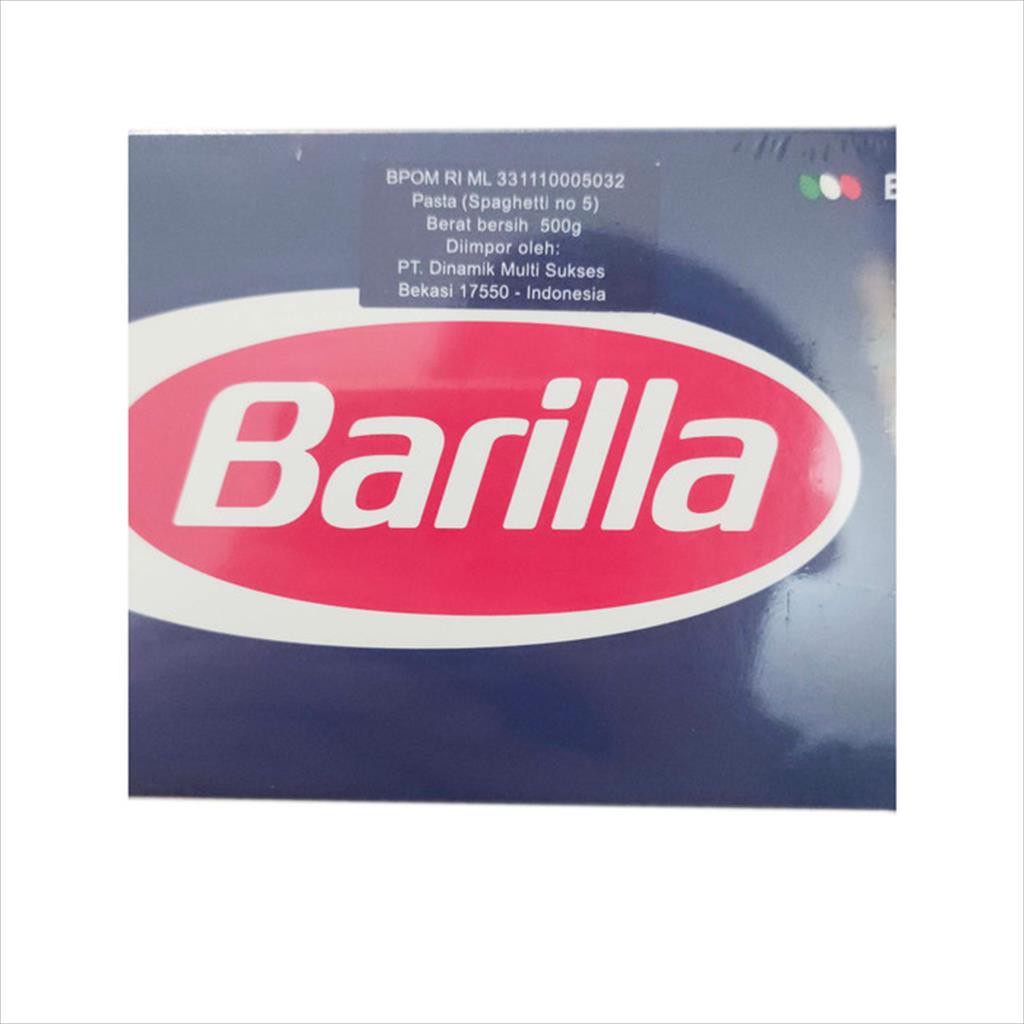 BPOM RI ML 331110005032
Pasta (Spaghetti no 5)
Berat bersih 500g
Diimpor oleh:
PT. Dinamik Multi Sukses
Bekasi 17550 - Indonesia
Barilla